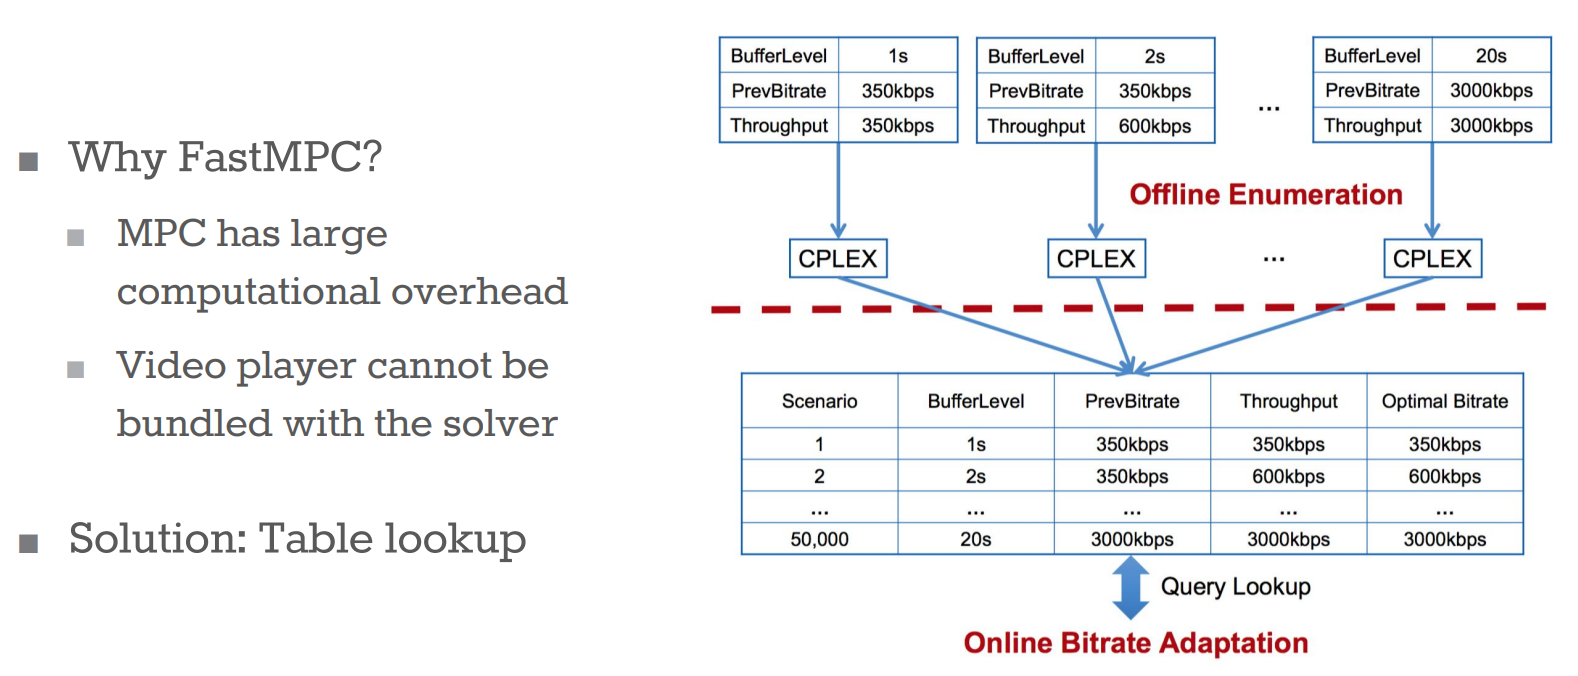 Why FastMPC?
MPC has large
computational overhead
Video player cannot be
bundled with the solver
Solution: Table lookup
BufferLevel 1s
PrevBitrate 350kbps
Throughput 350kbps
BufferLevel 2s
PrevBitrate 350kbps
Throughput 600kbps
...
BufferLevel 20s
PrevBitrate 3000kbps
Throughput 3000kbps
Offline Enumeration
CPLEX
CPLEX
...
CPLEX
Scenario BufferLevel PrevBitrate Throughput Optimal Bitrate
1 1s 350kbps 350kbps 350kbps
2 2s 350kbps 600kbps 600kbps
... ... ... ... ...
50,000 20s 3000kbps 3000kbps 3000kbps
Query Lookup
Online Bitrate Adaptation